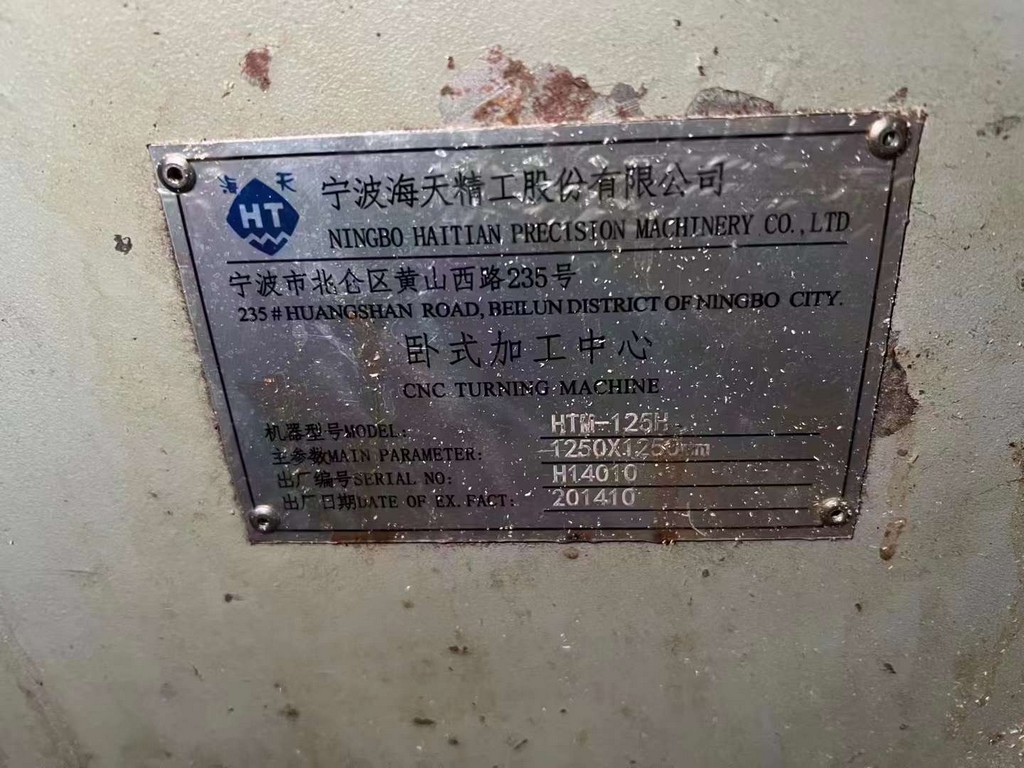 海天
HT
宁波海天精工股份有限公司
NINGBO HAITIAN PRECISION MACHINERY CO.,LTD
宁波市北仑区黄山西路235号
235#HUANGSHAN ROAD, BEILUN DISTRICT OF NINGBO CITY.
卧式加工中心
CNC TURNING MACHINE
机器型号MODEL: HTM-125H
主参数MAIN PARAMETER: 1250X1250mm
出厂编号SERIAL NO: H14010
出厂日期DATE OF EX.FACT: 201410